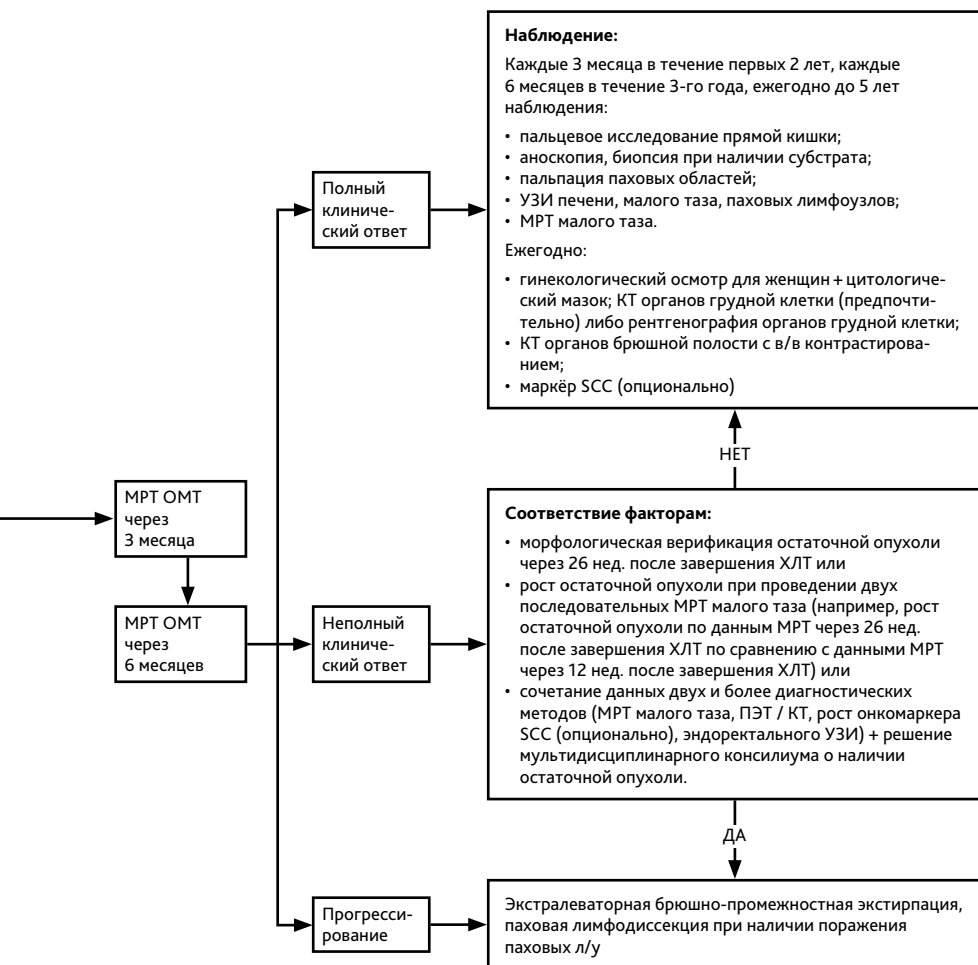 Наблюдение:
Каждые 3 месяца в течение первых 2 лет, каждые
6 месяцев в течение 3-го года, ежегодно до 5 лет
наблюдения:
• пальцевое исследование прямой кишки;
• аноскопия, биопсия при наличии субстрата;
• пальпация паховых областей;
• УЗИ печени, малого таза, паховых лимфоузлов;
• МРТ малого таза.
Ежегодно:
• гинекологический осмотр для женщин + цитологиче-
ский мазок; КТ органов грудной клетки (предпочти-
тельно) либо рентгенография органов грудной клетки;
• КТ органов брюшной полости с в/в контрастирова-
нием;
• маркёр SCC (опционально)
Полный
клиниче-
ский ответ
НЕТ
МРТ ОМТ
через
3 месяца
МРТ ОМТ
через
6 месяцев
Неполный
клиниче-
ский ответ
Соответствие факторам:
• морфологическая верификация остаточной опухоли
через 26 нед. после завершения ХЛТ или
• рост остаточной опухоли при проведении двух
последовательных МРТ малого таза (например, рост
остаточной опухоли по данным МРТ через 26 нед.
после завершения ХЛТ по сравнению с данными МРТ
через 12 нед. после завершения ХЛТ) или
• сочетание данных двух и более диагностических
методов (МРТ малого таза, ПЭТ / КТ, рост онкомаркера
SCC (опционально), эндоректального УЗИ) + решение
мультидисциплинарного консилиума о наличии
остаточной опухоли.
ДА
Прогресси-
рование
Экстралеваторная брюшно-промежностная экстирпация,
паховая лимфодиссекция при наличии поражения
паховых л/у